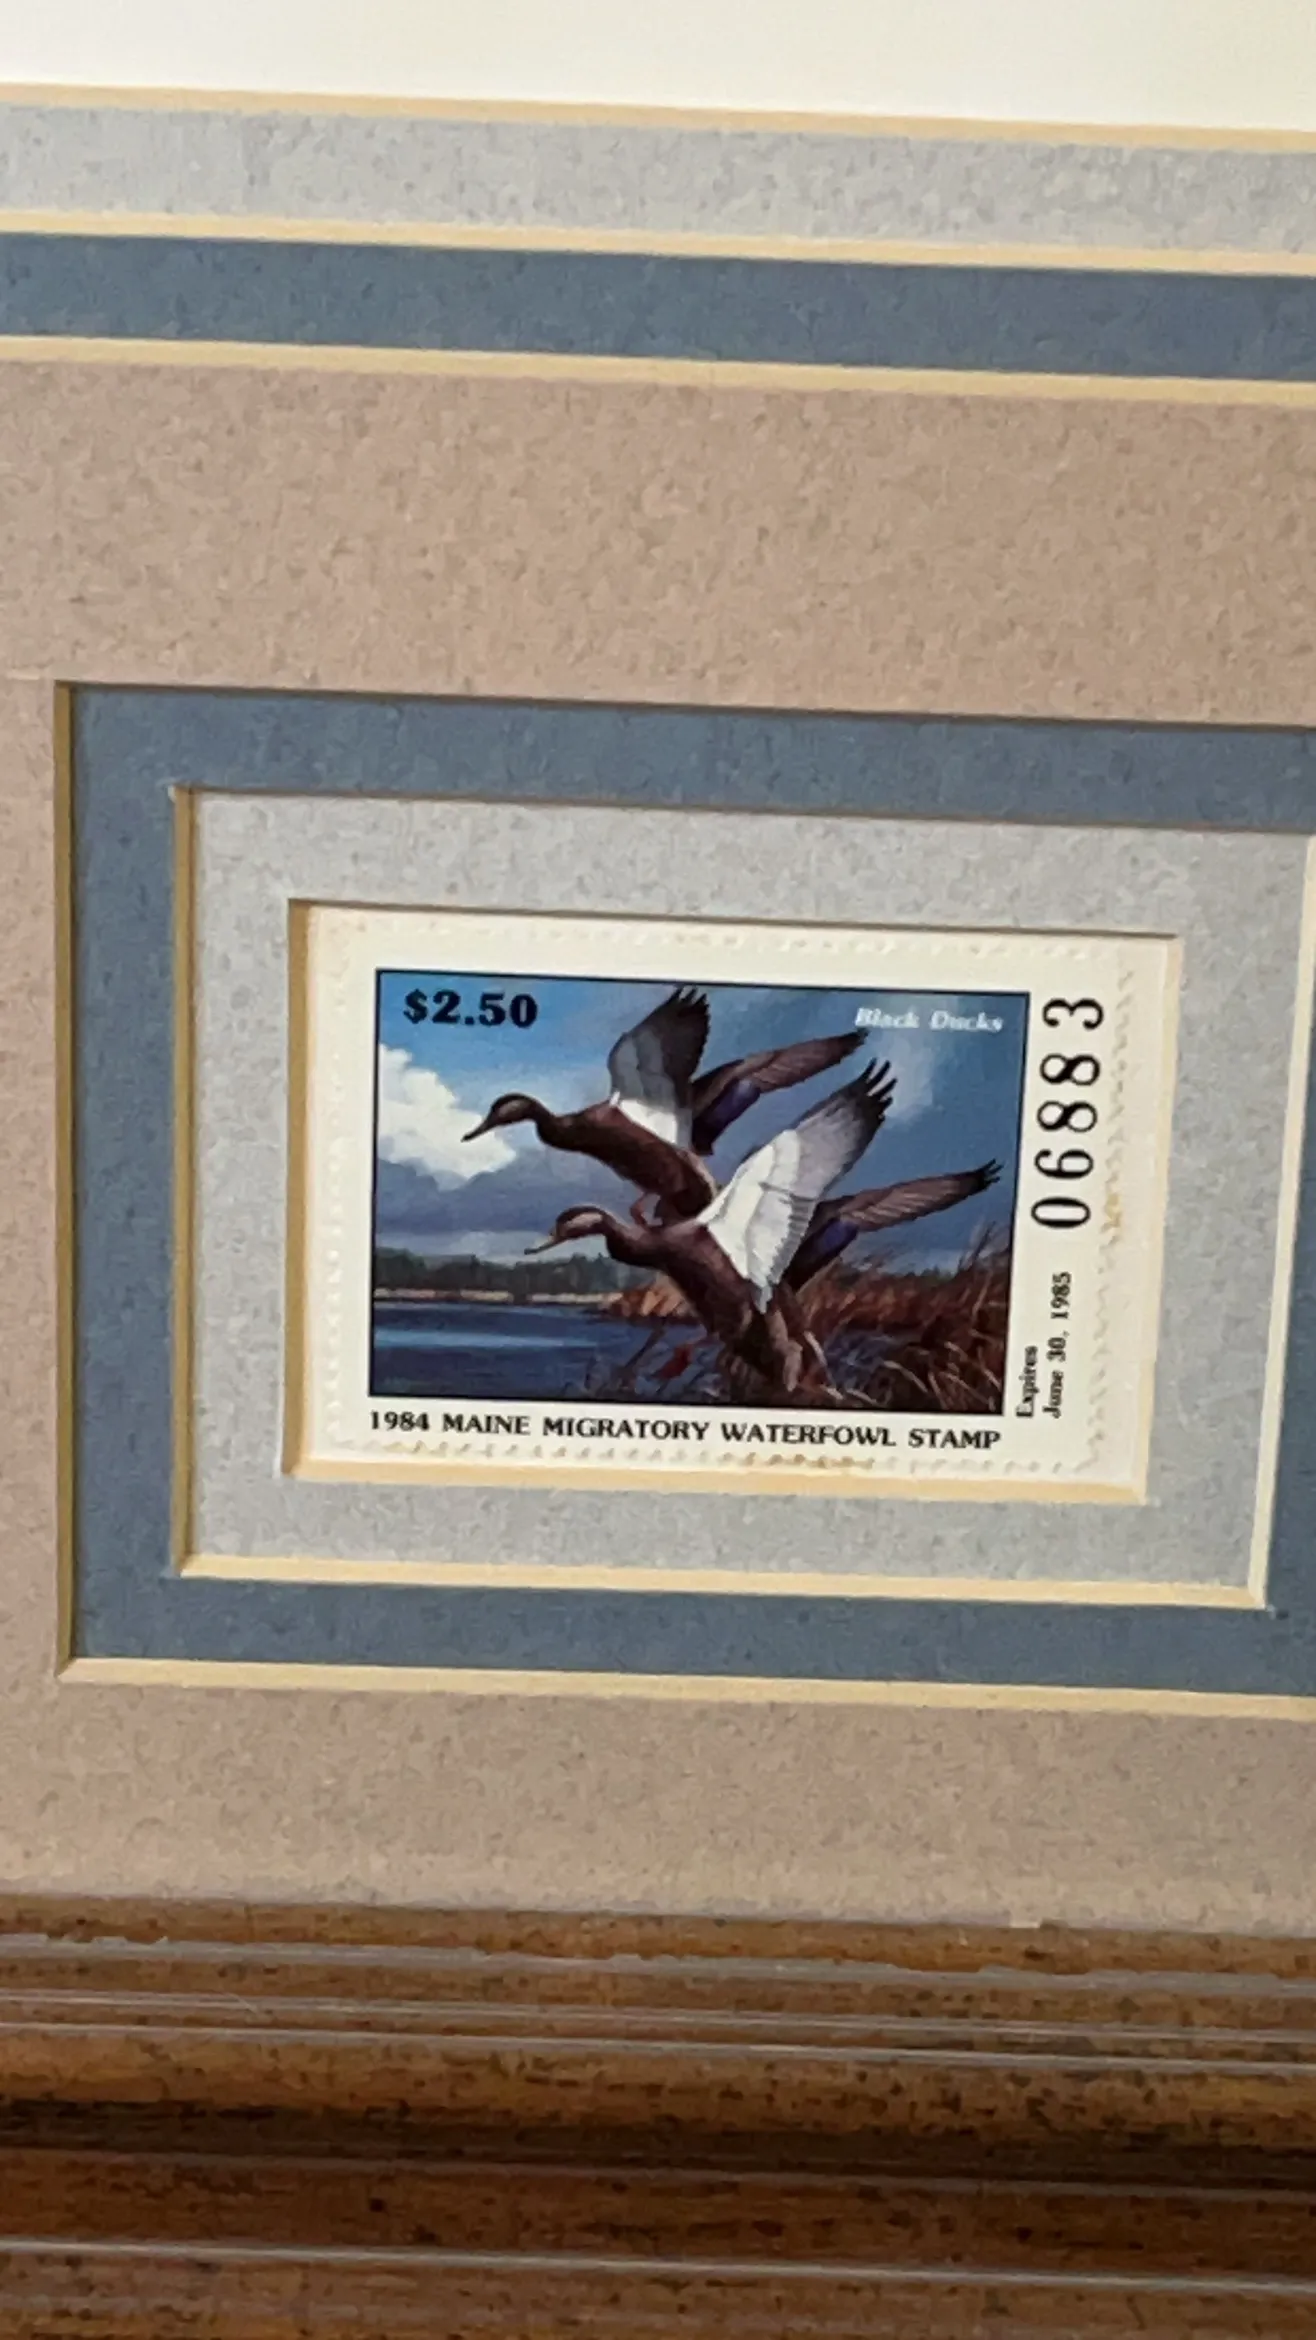 $2.50
Black Ducks
06883
Expires
June 30, 1985
1984 MAINE MIGRATORY WATERFOWL STAMP